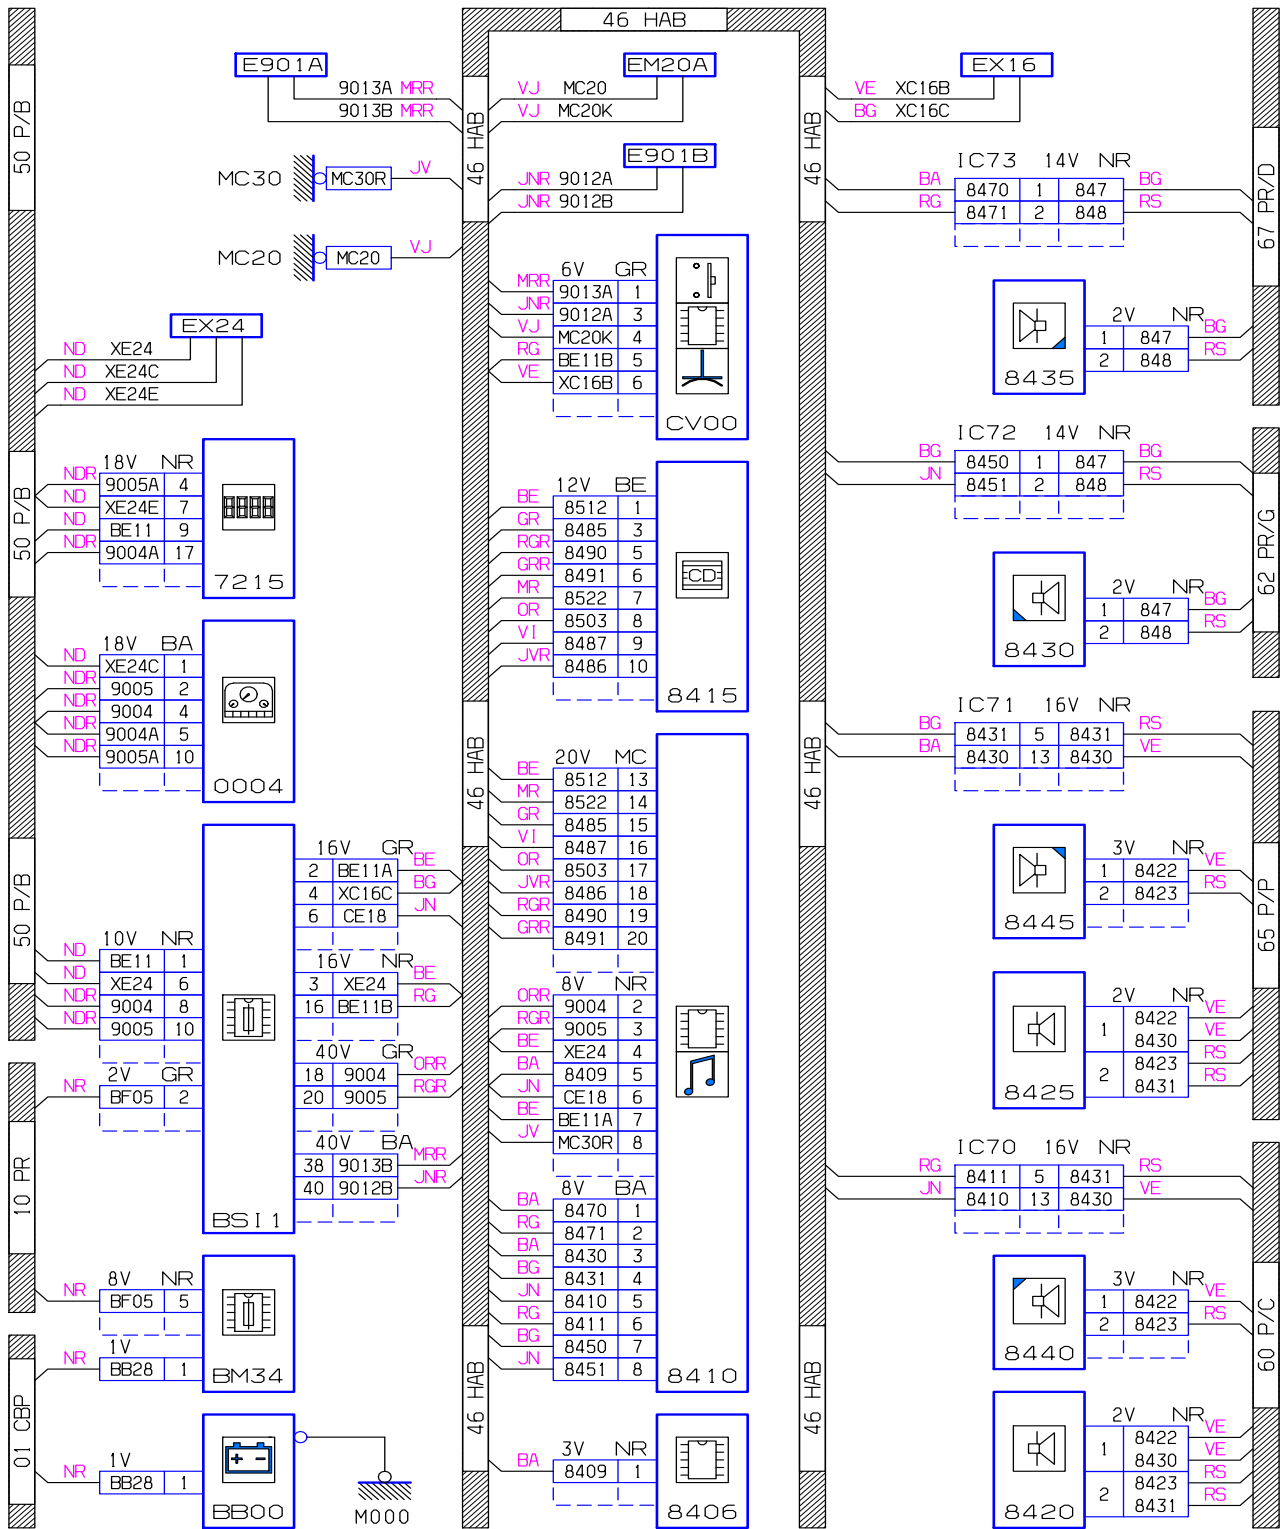 46 HAB
50 P/B
E901A
9013A MRR
9013B MRR
46 HAB
MC30 MC30R JV
MC20 MC20 VJ
EX24
ND XE24
ND XE24C
ND XE24E
50 P/B
18V NR
NDR 9005A 4
ND XE24E 7
ND BE11 9
NDR 9004A 17
7215
18V BA
ND XE24C 1
NDR 9005 2
NDR 9004 4
NDR 9004A 5
NDR 9005A 10
0004
46 HAB
50 P/B
16V GR
2 BE11A BE
4 XC16C BG
6 CE18 JN
10V NR
ND BE11 1
ND XE24 6
NDR 9004 8
NDR 9005 10
16V NR
3 XE24 BE
16 BE11B RG
40V GR
18 9004 ORR
20 9005 RGR
2V GR
NR BF05 2
40V BA
38 9013B MRR
40 9012B JNR
BSI1
10 PR
8V NR
NR BF05 5
1V
NR BB28 1
BM34
01 CBP
1V
NR BB28 1
+ -
BB00
M000
46 HAB
EM20A
VJ MC20
VJ MC20K
E901B
JNR 9012A
JNR 9012B
6V GR
MRR 9013A 1
JNR 9012A 3
VJ MC20K 4
RG BE11B 5
VE XC16B 6
CV00
12V BE
BE 8512 1
GR 8485 3
RGR 8490 5
GRR 8491 6
MR 8522 7
OR 8503 8
VI 8487 9
JVR 8486 10
CD
8415
20V MC
BE 8512 13
MR 8522 14
GR 8485 15
VI 8487 16
OR 8503 17
JVR 8486 18
RGR 8490 19
GRR 8491 20
8V NR
ORR 9004 2
RGR 9005 3
BE XE24 4
BA 8409 5
JN CE18 6
BE BE11A 7
JV MC30R 8
8V BA
BA 8470 1
RG 8471 2
BA 8430 3
BG 8431 4
JN 8410 5
RG 8411 6
BG 8450 7
JN 8451 8
8410
3V NR
BA 8409 1
8406
46 HAB
46 HAB
46 HAB
EX16
VE XC16B
BG XC16C
IC73 14V NR
BA 8470 1 847 BG
RG 8471 2 848 RS
67 PR/D
2V NR
1 847 BG
2 848 RS
8435
IC72 14V NR
BG 8450 1 847 BG
JN 8451 2 848 RS
62 PR/G
2V NR
1 847 BG
2 848 RS
8430
IC71 16V NR
BG 8431 5 8431 RS
BA 8430 13 8430 VE
65 P/P
3V NR
1 8422 VE
2 8423 RS
8445
2V NR
1 8422 VE
8430 VE
2 8423 RS
8431 RS
8425
IC70 16V NR
RG 8411 5 8431 RS
JN 8410 13 8430 VE
60 P/C
3V NR
1 8422 VE
2 8423 RS
8440
2V NR
1 8422 VE
8430 VE
2 8423 RS
8431 RS
8420